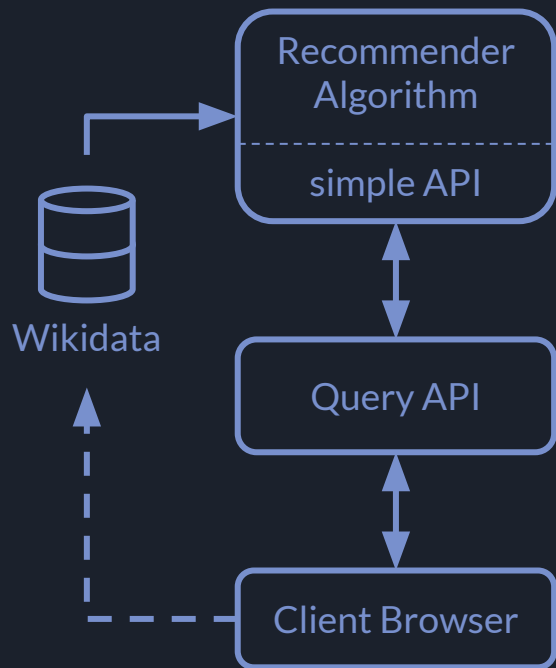 Recommender
Algorithm
simple API
Wikidata
Query API
Client Browser